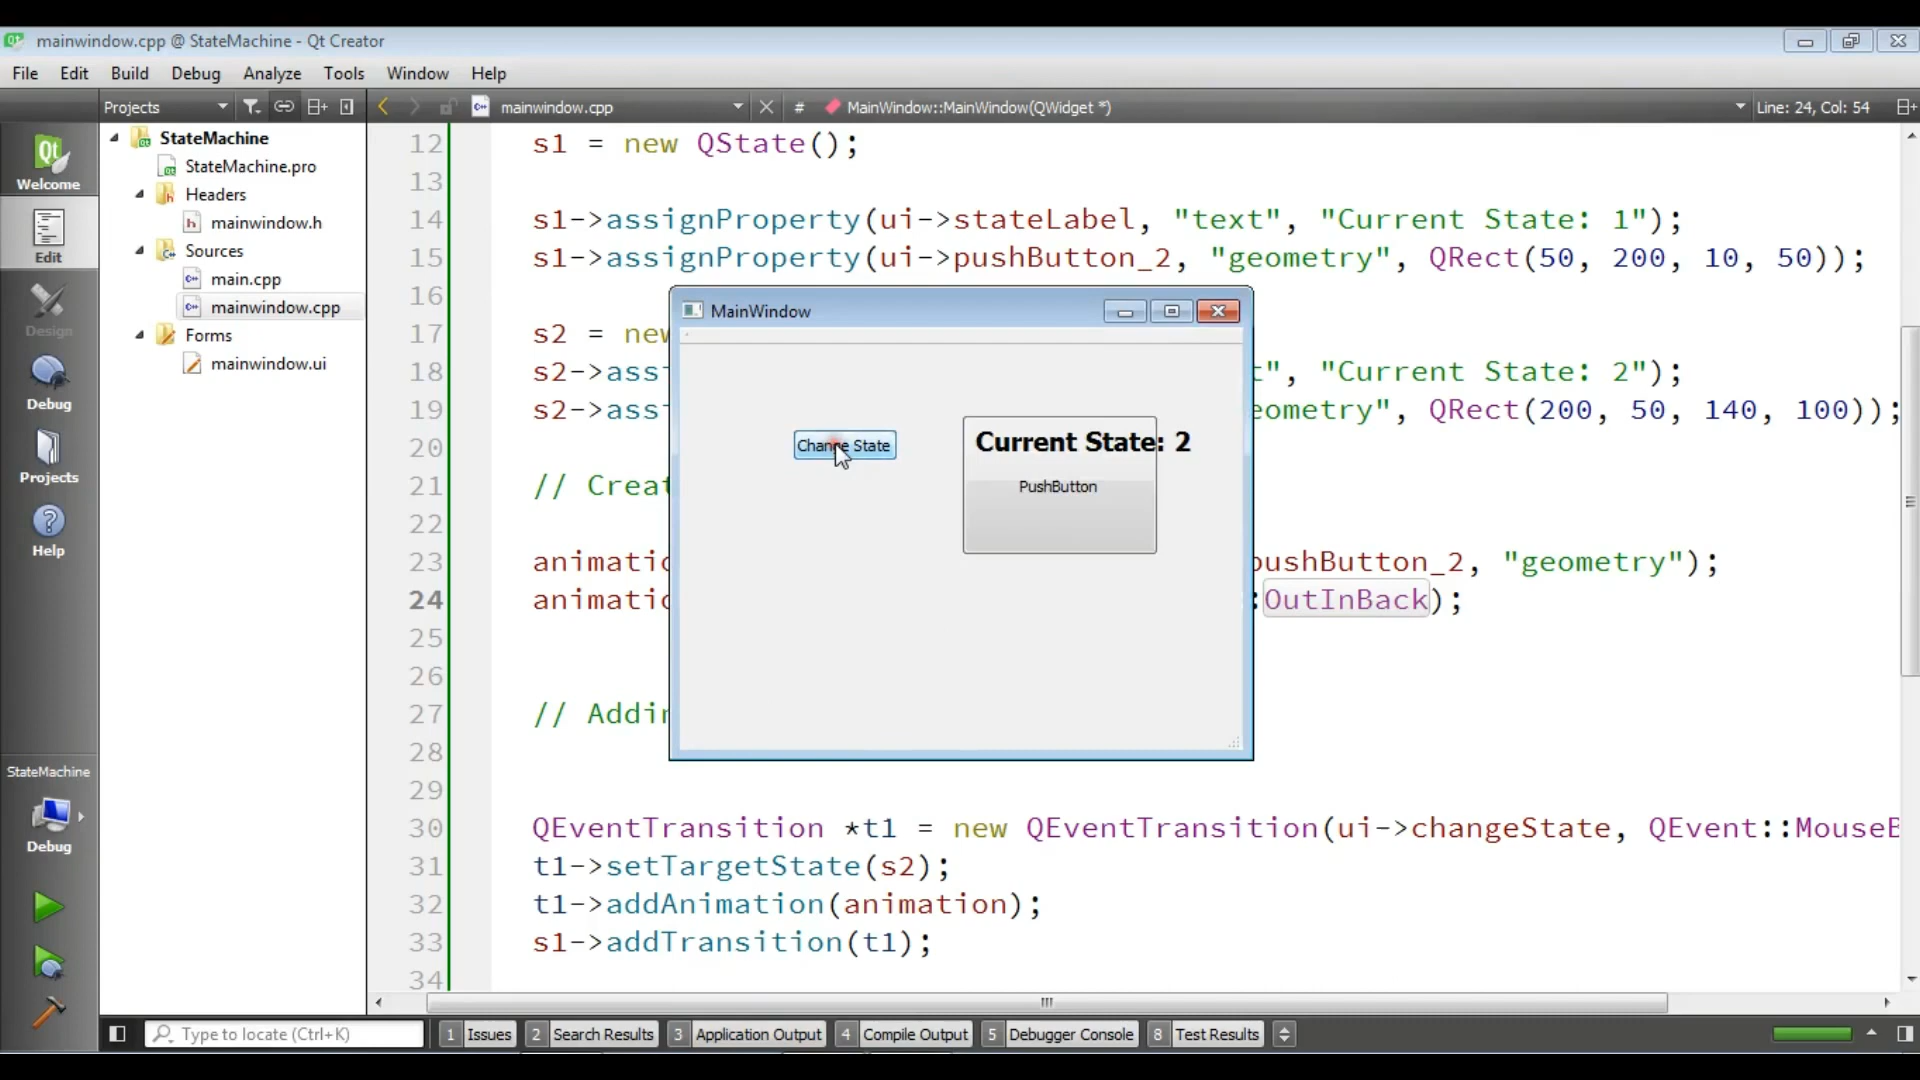 mainwindow.cpp @ StateMachine - Qt Creator
File Edit Build Debug Analyze Tools Window Help
Projects mainwindow.cpp # MainWindow::MainWindow(QWidget *) Line: 24, Col: 54
Welcome
Edit
Design
Debug
Projects
Help
StateMachine
Debug
StateMachine
StateMachine.pro
Headers
mainwindow.h
Sources
main.cpp
mainwindow.cpp
Forms
mainwindow.ui
12 s1 = new QState();
13
14 s1->assignProperty(ui->stateLabel, "text", "Current State: 1");
15 s1->assignProperty(ui->pushButton_2, "geometry", QRect(50, 200, 10, 50));
16
17 s2 = new
18 s2->ass t", "Current State: 2");
19 s2->ass eometry", QRect(200, 50, 140, 100));
20
21 // Creat
22
23 animatio pushButton_2, "geometry");
24 animatio :OutInBack);
25
26
27 // Addin
28
29
30 QEventTransition *t1 = new QEventTransition(ui->changeState, QEvent::MouseB
31 t1->setTargetState(s2);
32 t1->addAnimation(animation);
33 s1->addTransition(t1);
34
MainWindow
Change State
Current State: 2
PushButton
Type to locate (Ctrl+K) 1 Issues 2 Search Results 3 Application Output 4 Compile Output 5 Debugger Console 8 Test Results